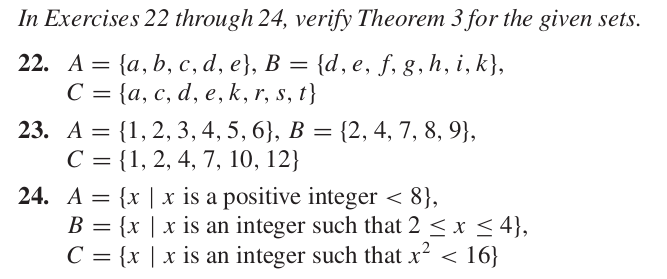 In Exercises 22 through 24, verify Theorem 3 for the given sets.
22. A = {a, b, c, d, e}, B = {d, e, f, g, h, i, k},
C = {a, c, d, e, k, r, s, t}
23. A = {1, 2, 3, 4, 5, 6}, B = {2, 4, 7, 8, 9},
C = {1, 2, 4, 7, 10, 12}
24. A = {x | x is a positive integer < 8},
B = {x | x is an integer such that 2 ≤ x ≤ 4},
C = {x | x is an integer such that x² < 16}